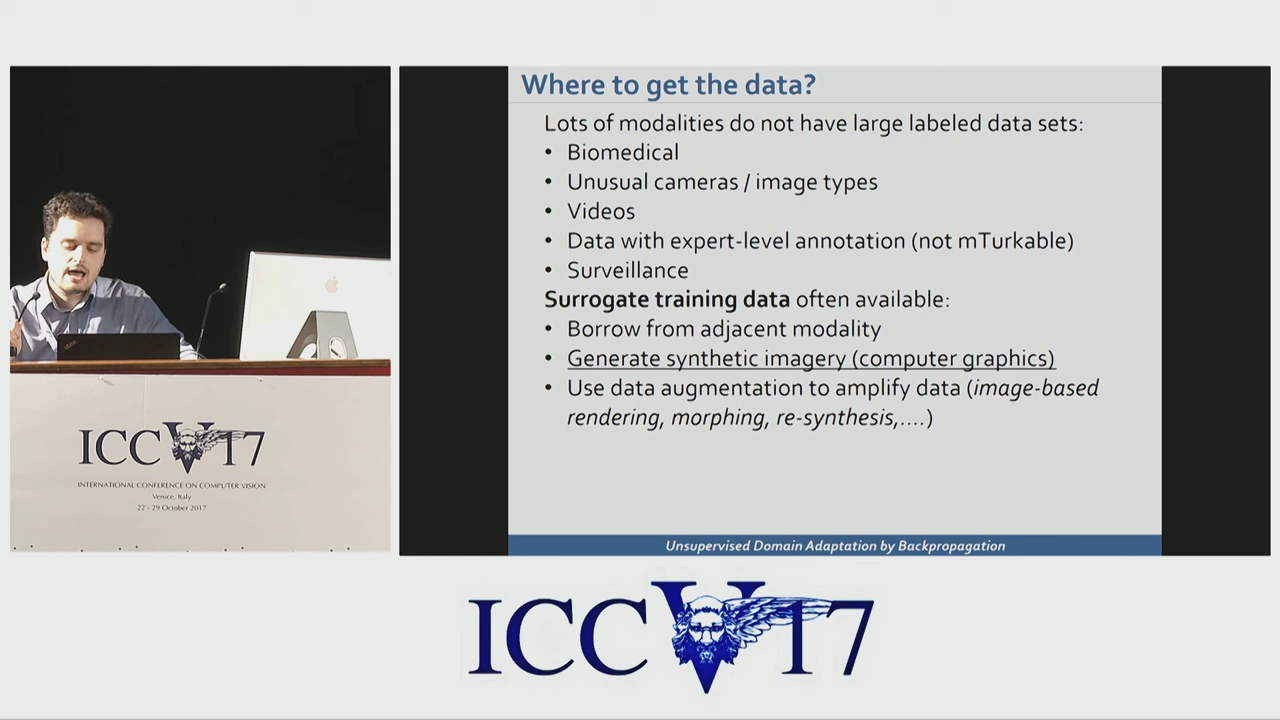 Where to get the data?
Lots of modalities do not have large labeled data sets:
• Biomedical
• Unusual cameras / image types
• Videos
• Data with expert-level annotation (not mTurkable)
• Surveillance
Surrogate training data often available:
• Borrow from adjacent modality
• Generate synthetic imagery (computer graphics)
• Use data augmentation to amplify data (image-based
rendering, morphing, re-synthesis,....)
Unsupervised Domain Adaptation by Backpropagation
ICCV17
INTERNATIONAL CONFERENCE ON COMPUTER VISION
Venice, Italy
22 - 29 October 2017
ICCV17